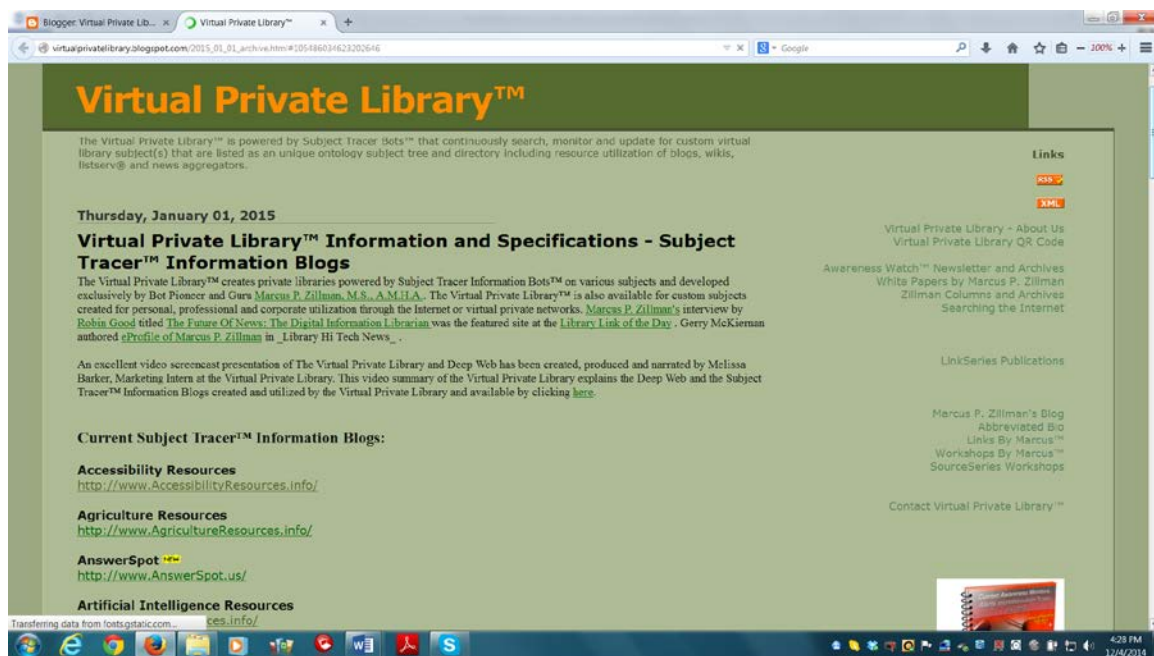 Blogger: Virtual Private Lib...
Virtual Private Library™
virtualprivatelibrary.blogspot.com/2015_01_01_archive.html#105486034623202646
Google
100%
Virtual Private Library™
The Virtual Private Library™ is powered by Subject Tracer Bots™ that continuously search, monitor and update for custom virtual
library subject(s) that are listed as an unique ontology subject tree and directory including resource utilization of blogs, wikis,
listserv® and news aggregators.
Links
RSS
XML
Thursday, January 01, 2015
Virtual Private Library™ Information and Specifications - Subject
Tracer™ Information Blogs
The Virtual Private Library™ creates private libraries powered by Subject Tracer Information Bots™ on various subjects and developed
exclusively by Bot Pioneer and Guru Marcus P. Zillman, M.S., A.M.H.A. The Virtual Private Library™ is also available for custom subjects
created for personal, professional and corporate utilization through the Internet or virtual private networks. Marcus P. Zillman's interview by
Robin Good titled The Future Of News: The Digital Information Librarian was the featured site at the Library Link of the Day . Gerry McKiernan
authored eProfile of Marcus P. Zillman in _Library Hi Tech News_ .
An excellent video screencast presentation of The Virtual Private Library and Deep Web has been created, produced and narrated by Melissa
Barker, Marketing Intern at the Virtual Private Library. This video summary of the Virtual Private Library explains the Deep Web and the Subject
Tracer™ Information Blogs created and utilized by the Virtual Private Library and available by clicking here.
Current Subject Tracer™ Information Blogs:
Accessibility Resources
http://www.AccessibilityResources.info/
Agriculture Resources
http://www.AgricultureResources.info/
AnswerSpot NEW
http://www.AnswerSpot.us/
Artificial Intelligence Resources
ces.info/
Virtual Private Library - About Us
Virtual Private Library QR Code
Awareness Watch™ Newsletter and Archives
White Papers by Marcus P. Zillman
Zillman Columns and Archives
Searching the Internet
LinkSeries Publications
Marcus P. Zillman's Blog
Abbreviated Bio
Links By Marcus™
Workshops By Marcus™
SourceSeries Workshops
Contact Virtual Private Library™
Transferring data from fonts.gstatic.com...
4:28 PM
12/4/2014